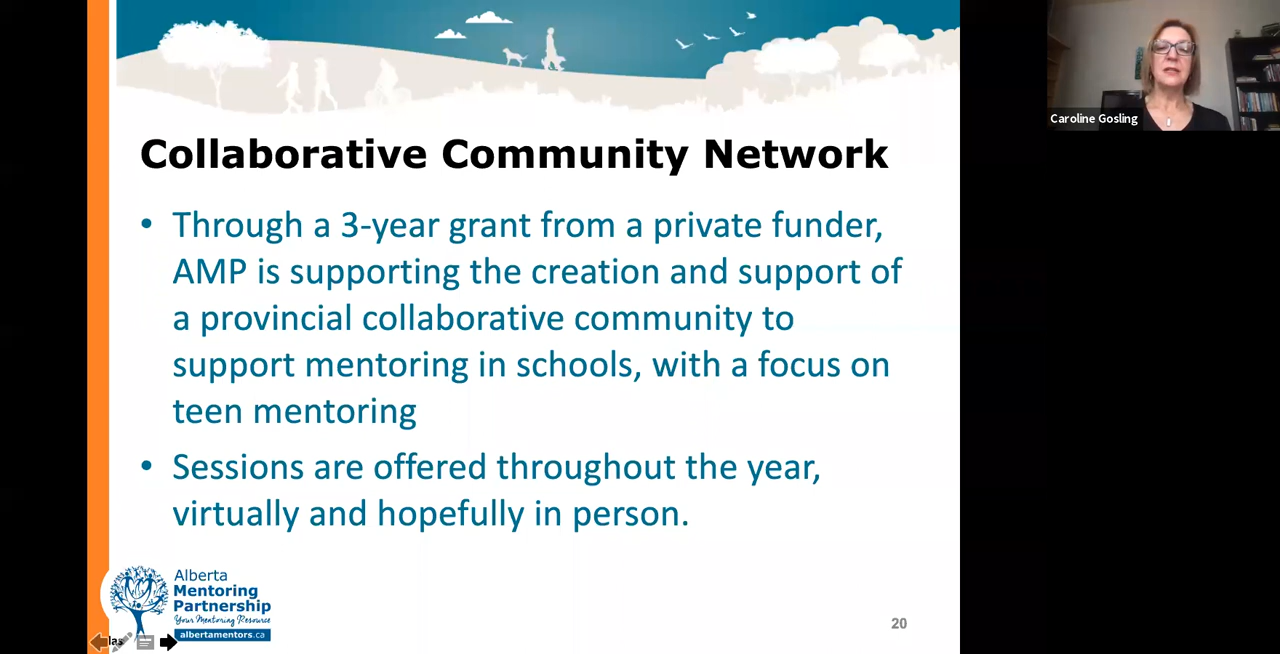 Collaborative Community Network
• Through a 3-year grant from a private funder,
AMP is supporting the creation and support of
a provincial collaborative community to
support mentoring in schools, with a focus on
teen mentoring
• Sessions are offered throughout the year,
virtually and hopefully in person.
Alberta
Mentoring
Partnership
Your Mentoring Resource
albertamentors.ca
las
20
Caroline Gosling